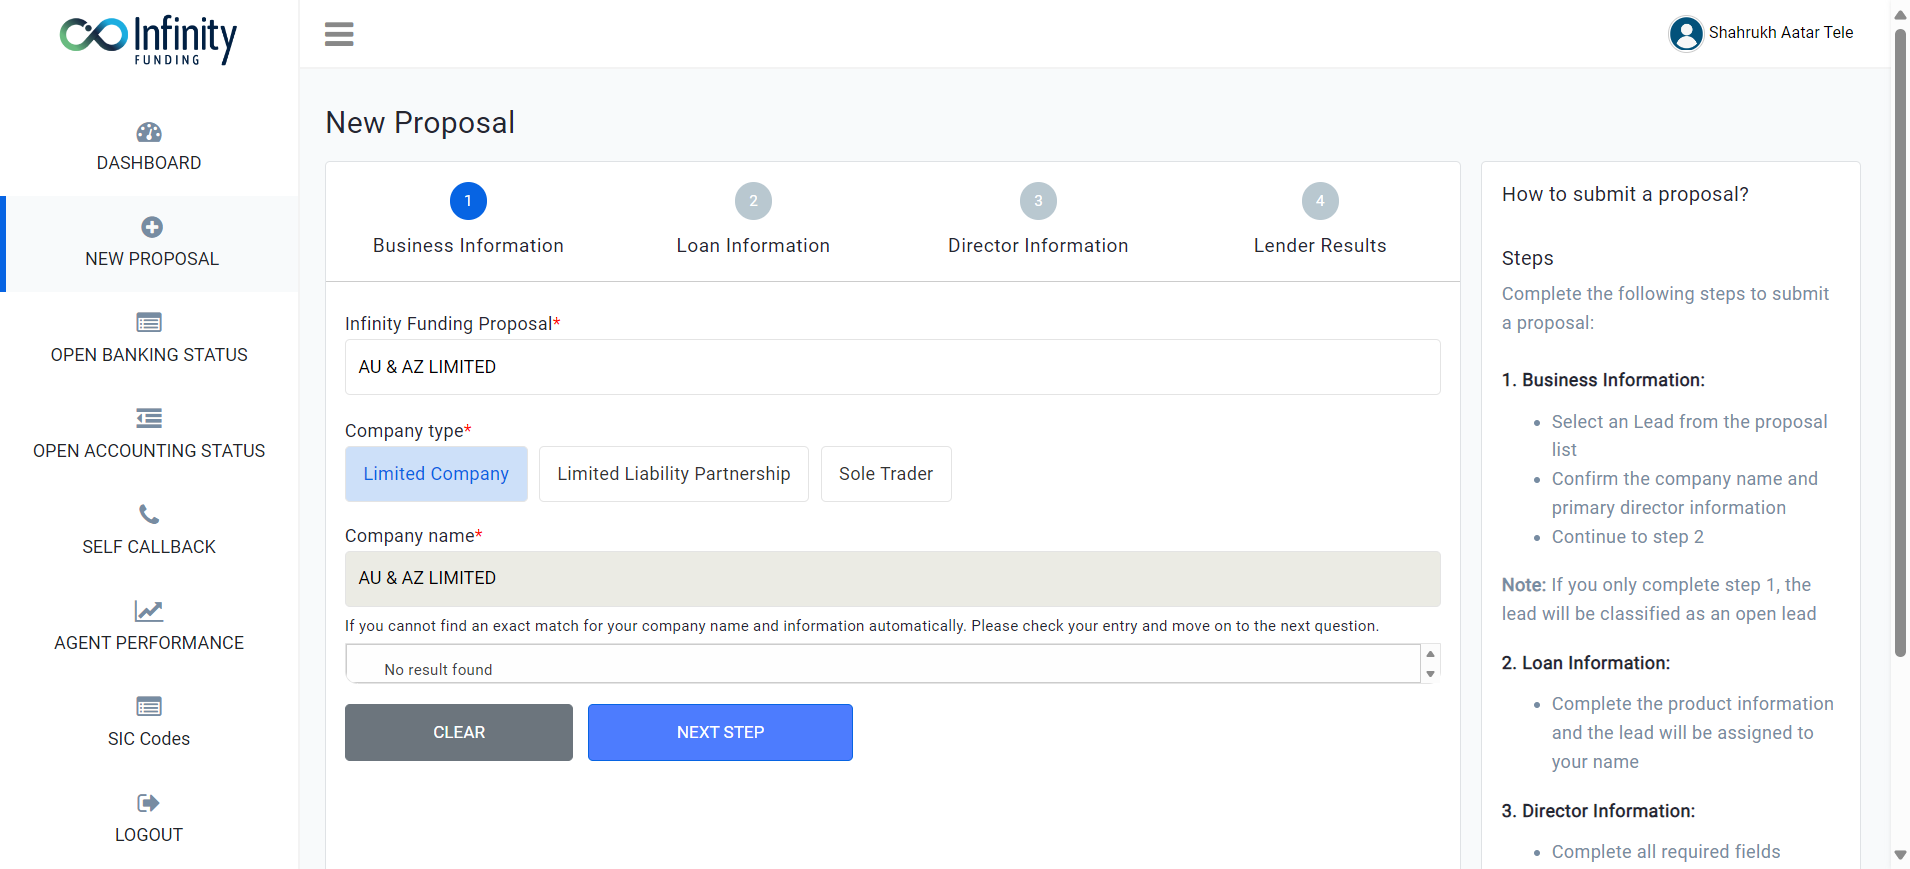 Infinity
FUNDING
Shahrukh Aatar Tele
DASHBOARD
NEW PROPOSAL
OPEN BANKING STATUS
OPEN ACCOUNTING STATUS
SELF CALLBACK
AGENT PERFORMANCE
SIC Codes
LOGOUT
New Proposal
1
Business Information
2
Loan Information
3
Director Information
4
Lender Results
Infinity Funding Proposal*
AU & AZ LIMITED
Company type*
Limited Company
Limited Liability Partnership
Sole Trader
Company name*
AU & AZ LIMITED
If you cannot find an exact match for your company name and information automatically. Please check your entry and move on to the next question.
No result found
CLEAR
NEXT STEP
How to submit a proposal?
Steps
Complete the following steps to submit
a proposal:
1. Business Information:
• Select an Lead from the proposal
list
• Confirm the company name and
primary director information
• Continue to step 2
Note: If you only complete step 1, the
lead will be classified as an open lead
2. Loan Information:
• Complete the product information
and the lead will be assigned to
your name
3. Director Information:
• Complete all required fields